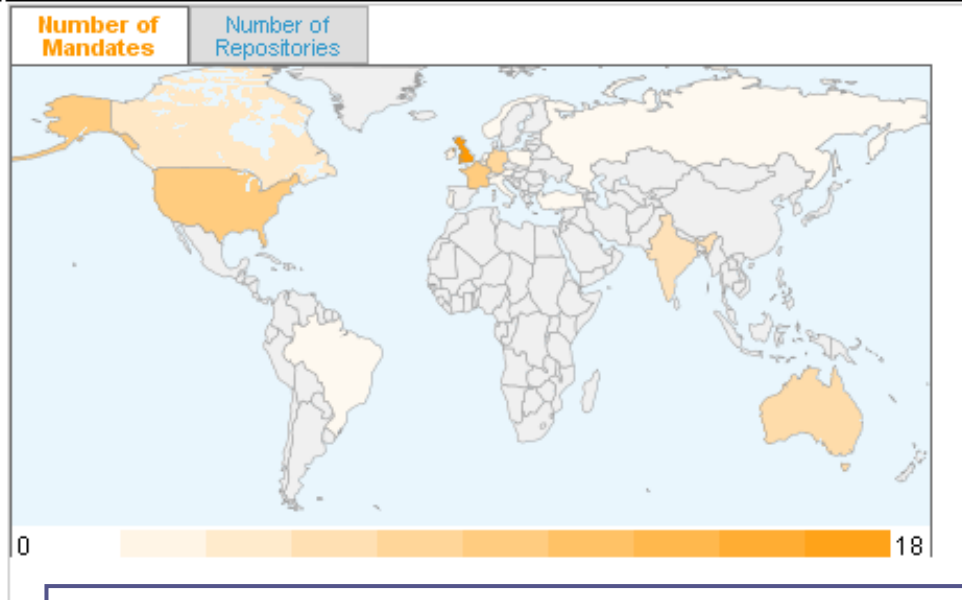 Number of
Mandates
Number of
Repositories
0
18